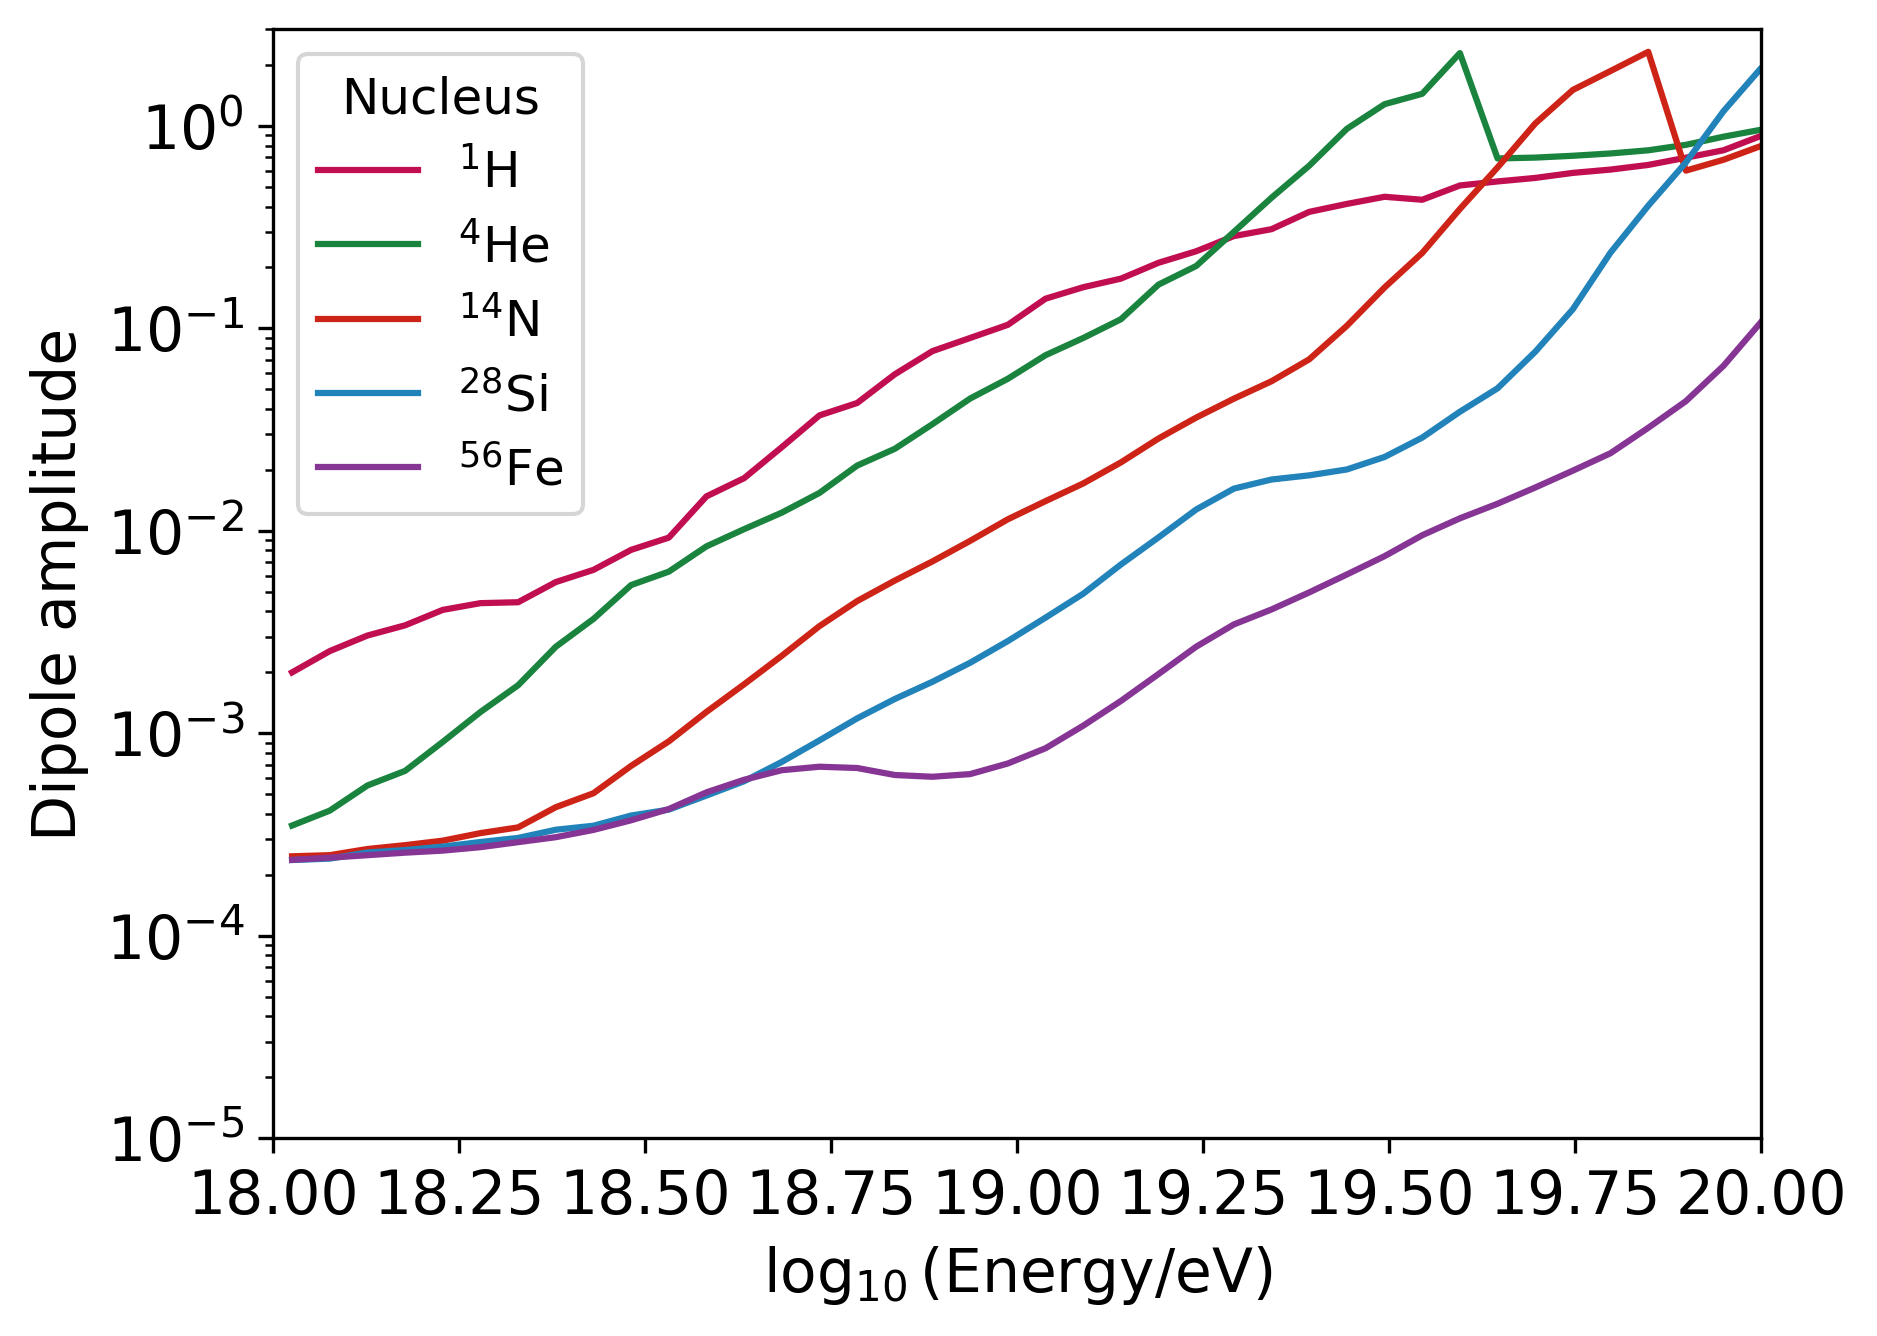 Nucleus
¹H
⁴He
¹⁴N
²⁸Si
⁵⁶Fe
Dipole amplitude
10⁰
10⁻¹
10⁻²
10⁻³
10⁻⁴
10⁻⁵
18.00 18.25 18.50 18.75 19.00 19.25 19.50 19.75 20.00
log₁₀ (Energy/eV)